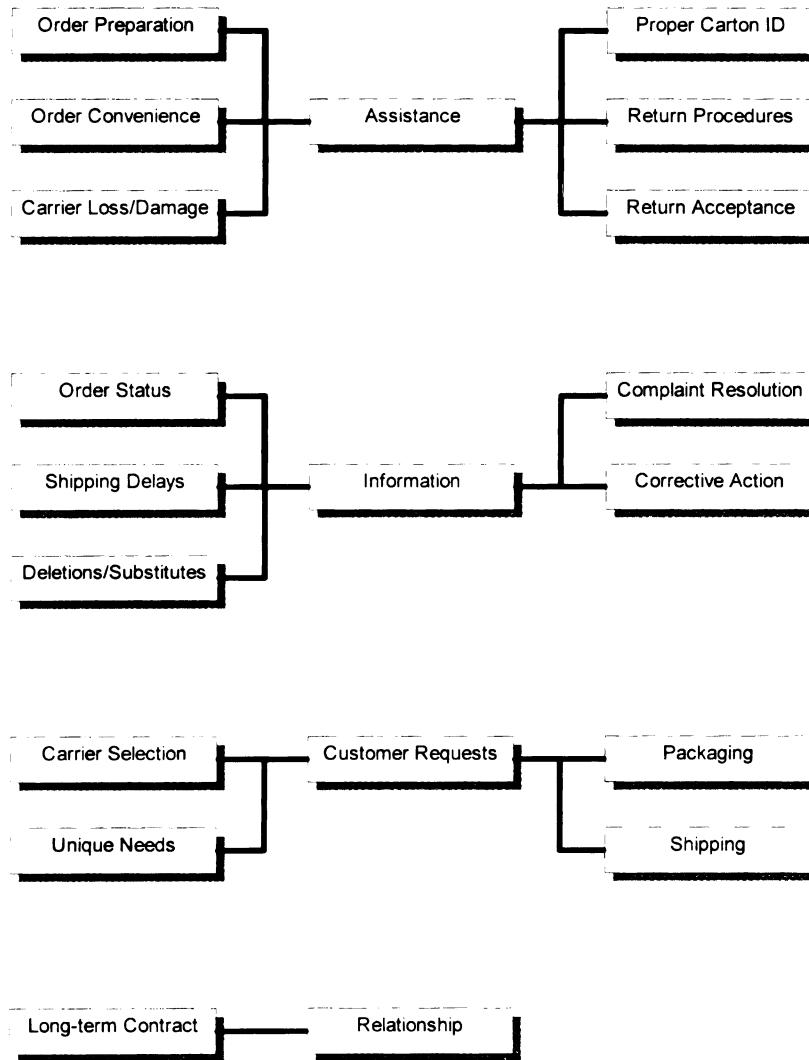 Order Preparation
Proper Carton ID
Order Convenience
Assistance
Return Procedures
Carrier Loss/Damage
Return Acceptance
Order Status
Complaint Resolution
Shipping Delays
Information
Corrective Action
Deletions/Substitutes
Carrier Selection
Customer Requests
Packaging
Unique Needs
Shipping
Long-term Contract
Relationship